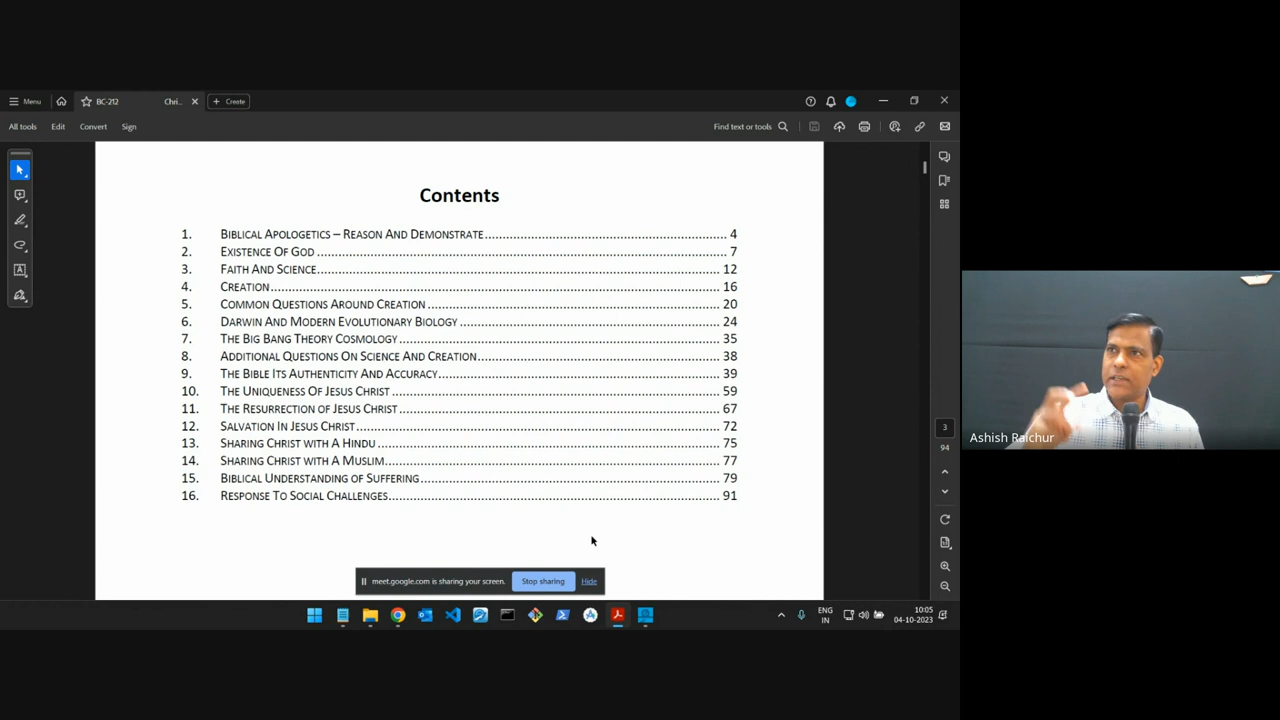 Menu
BC-212
Chri...
Create
All tools
Edit
Convert
Sign
Find text or tools
Contents
1. BIBLICAL APOLOGETICS – REASON AND DEMONSTRATE 4
2. EXISTENCE OF GOD 7
3. FAITH AND SCIENCE 12
4. CREATION 16
5. COMMON QUESTIONS AROUND CREATION 20
6. DARWIN AND MODERN EVOLUTIONARY BIOLOGY 24
7. THE BIG BANG THEORY COSMOLOGY 35
8. ADDITIONAL QUESTIONS ON SCIENCE AND CREATION 38
9. THE BIBLE ITS AUTHENTICITY AND ACCURACY 39
10. THE UNIQUENESS OF JESUS CHRIST 59
11. THE RESURRECTION OF JESUS CHRIST 67
12. SALVATION IN JESUS CHRIST 72
13. SHARING CHRIST WITH A HINDU 75
14. SHARING CHRIST WITH A MUSLIM 77
15. BIBLICAL UNDERSTANDING OF SUFFERING 79
16. RESPONSE TO SOCIAL CHALLENGES 91
3
94
meet.google.com is sharing your screen.
Stop sharing
Hide
ENG
IN
10:05
04-10-2023
Ashish Raichur